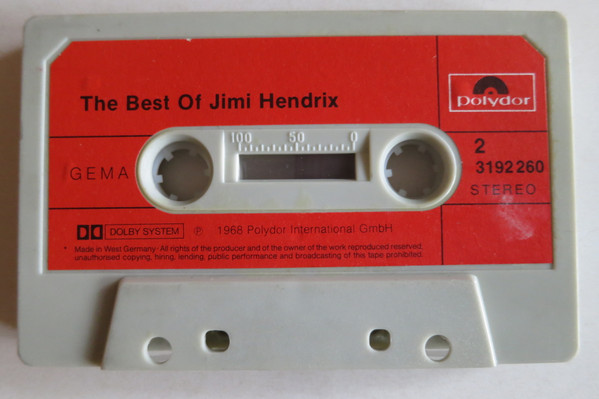 The Best Of Jimi Hendrix
polydor
100 50 0
2
3192 260
GEMA
STEREO
DOLBY SYSTEM ℗ 1968 Polydor International GmbH
* Made in West Germany · All rights of the producer and of the owner of the work reproduced reserved,
unauthorised copying, hiring, lending, public performance and broadcasting of this tape prohibited.